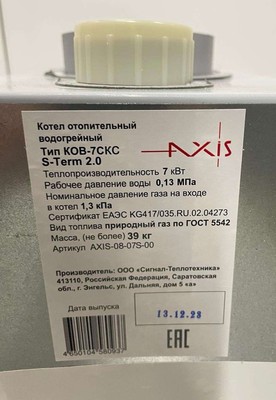 Котел отопительный
водогрейный
Тип КОВ-7СКС
S-Term 2.0
AXIS
Теплопроизводительность 7 кВт
Рабочее давление воды 0,13 МПа
Номинальное давление газа на входе
в котел 1,3 кПа
Сертификат ЕАЭС KG417/035.RU.02.04273
Вид топлива природный газ по ГОСТ 5542
Масса, (не более) 39 кг
Артикул AXIS-08-07S-00
Производитель: ООО «Сигнал-Теплотехника»
413110, Российская Федерация, Саратовская
обл., г. Энгельс, ул. Дальняя, дом 5 «а»
Дата выпуска
13.12.23
EAC
4650104580937